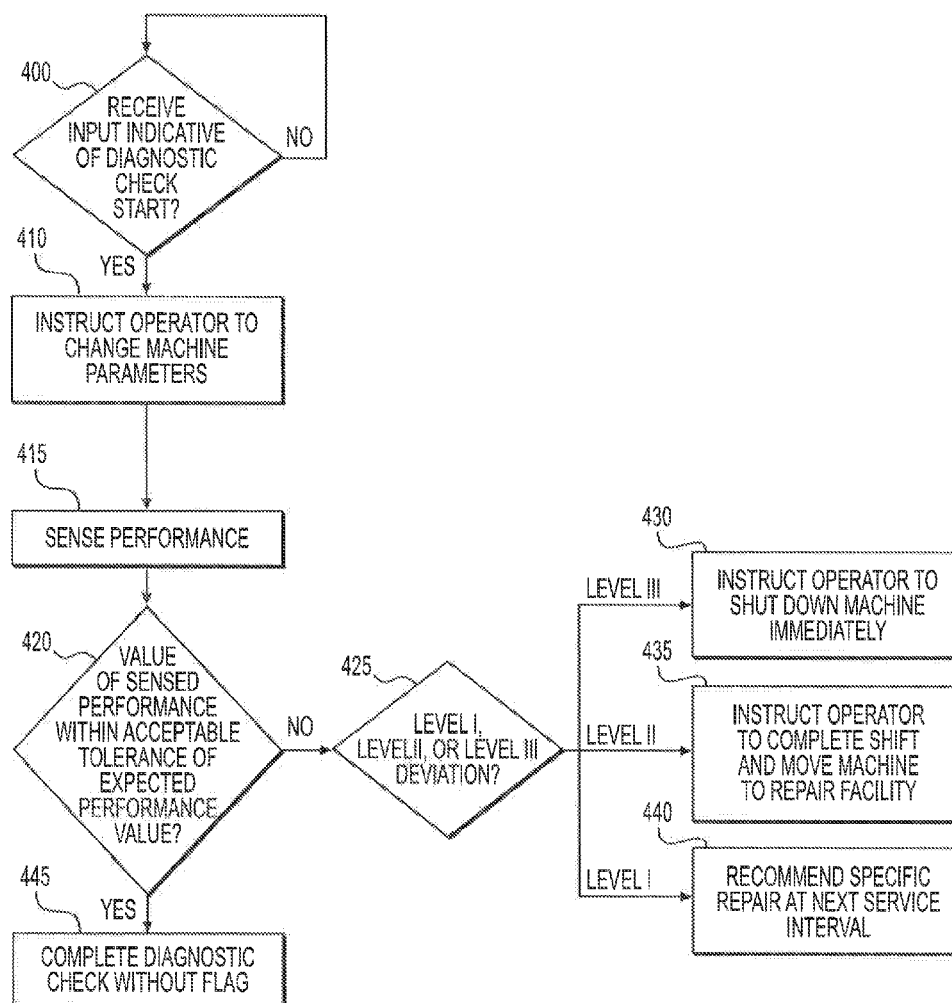 400
RECEIVE
INPUT INDICATIVE
OF DIAGNOSTIC
CHECK
START?
NO
YES
410
INSTRUCT OPERATOR TO
CHANGE MACHINE
PARAMETERS
415
SENSE PERFORMANCE
420
VALUE
OF SENSED
PERFORMANCE
WITHIN ACCEPTABLE
TOLERANCE OF
EXPECTED
PERFORMANCE
VALUE?
NO
425
LEVEL I,
LEVELII, OR LEVEL III
DEVIATION?
LEVEL III
430
INSTRUCT OPERATOR TO
SHUT DOWN MACHINE
IMMEDIATELY
LEVEL II
435
INSTRUCT OPERATOR
TO COMPLETE SHIFT
AND MOVE MACHINE
TO REPAIR FACILITY
LEVEL I
440
RECOMMEND SPECIFIC
REPAIR AT NEXT SERVICE
INTERVAL
YES
445
COMPLETE DIAGNOSTIC
CHECK WITHOUT FLAG